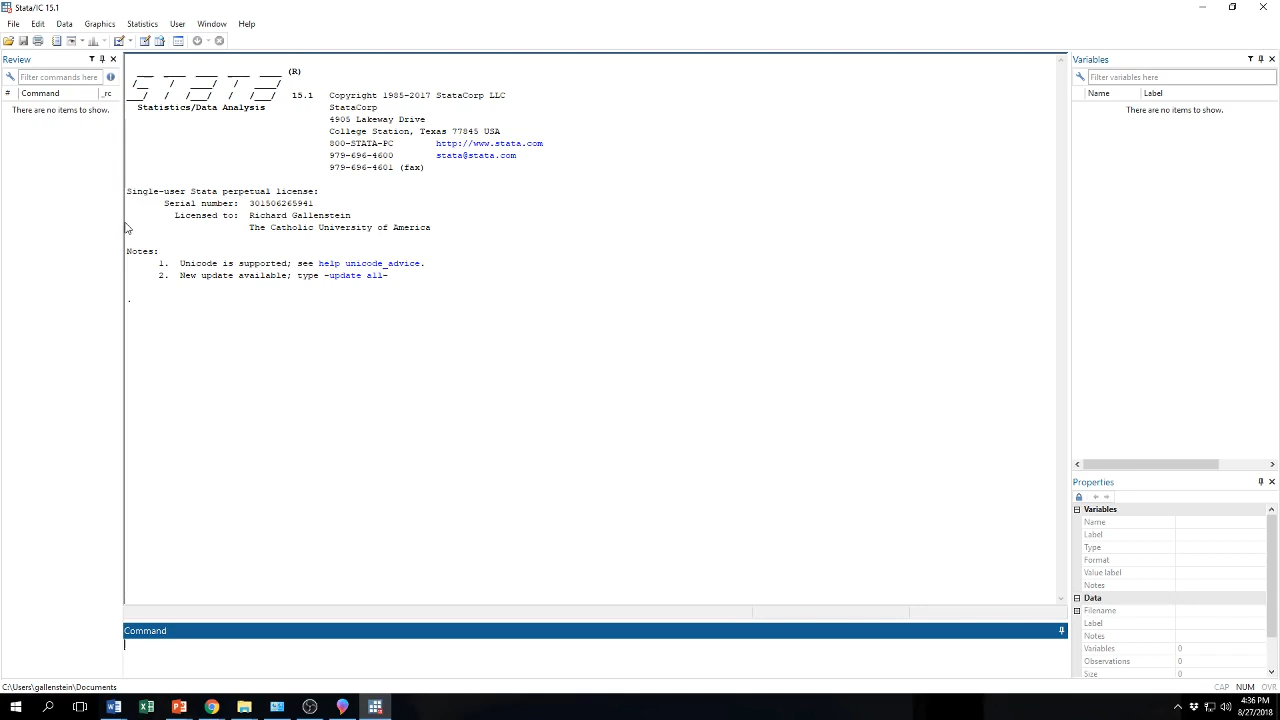 Stata/IC 15.1
File Edit Data Graphics Statistics User Window Help
Review
Filter commands here
# Command _rc
There are no items to show.
(R)
15.1 Copyright 1985-2017 StataCorp LLC
Statistics/Data Analysis StataCorp
4905 Lakeway Drive
College Station, Texas 77845 USA
800-STATA-PC http://www.stata.com
979-696-4600 stata@stata.com
979-696-4601 (fax)
Single-user Stata perpetual license:
Serial number: 301506265941
Licensed to: Richard Gallenstein
The Catholic University of America
Notes:
1. Unicode is supported; see help unicode_advice.
2. New update available; type -update all-
.
Command
Variables
Filter variables here
Name Label
There are no items to show.
Properties
Variables
Name
Label
Type
Format
Value label
Notes
Data
Filename
Label
Notes
Variables 0
Observations 0
Size 0
C:\Users\gallenstein\Documents
CAP NUM OVR
4:36 PM
8/27/2018